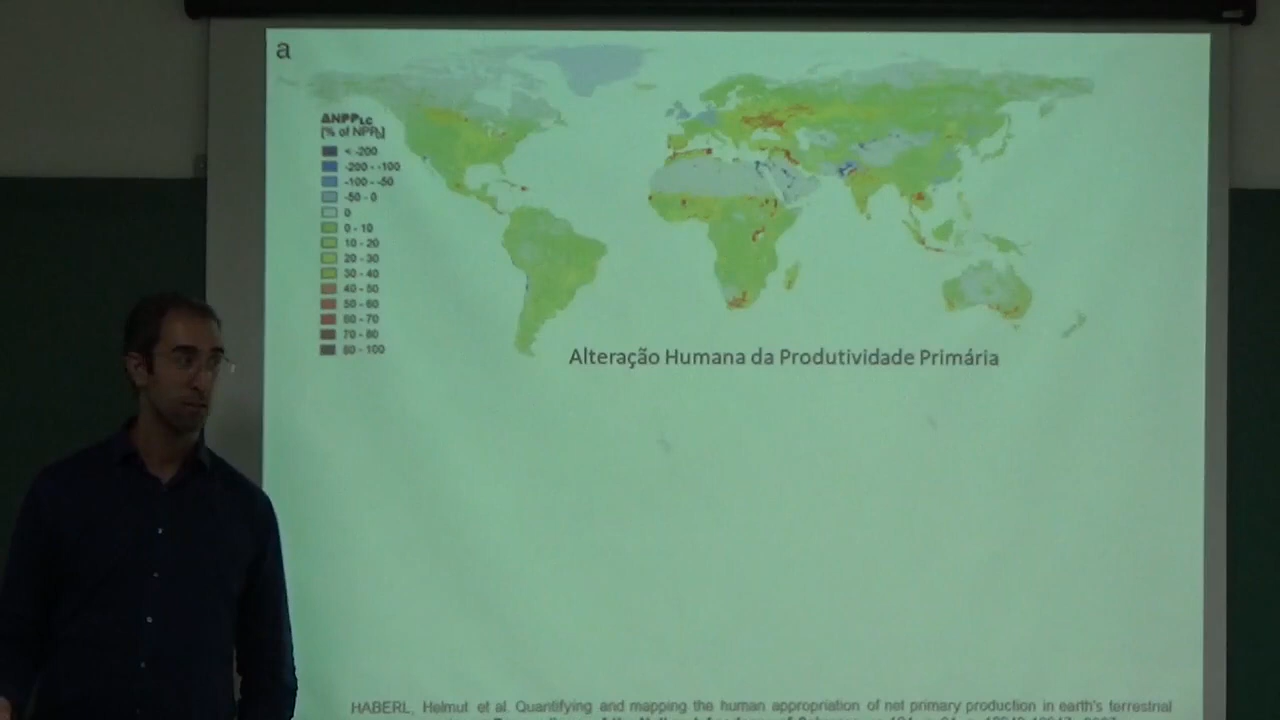 a
ΔNPP_LC
[% of NPP₀]
< -200
-200 - -100
-100 - -50
-50 - 0
0
0 - 10
10 - 20
20 - 30
30 - 40
40 - 50
50 - 60
60 - 70
70 - 80
80 - 100
Alteração Humana da Produtividade Primária
HABERL, Helmut et al. Quantifying and mapping the human appropriation of net primary production in earth's terrestrial